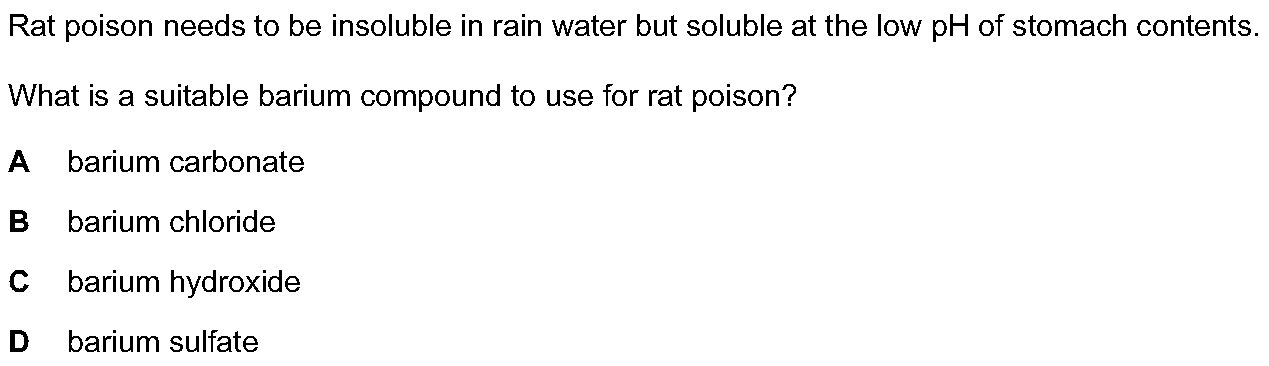 Rat poison needs to be insoluble in rain water but soluble at the low pH of stomach contents.
What is a suitable barium compound to use for rat poison?
A barium carbonate
B barium chloride
C barium hydroxide
D barium sulfate